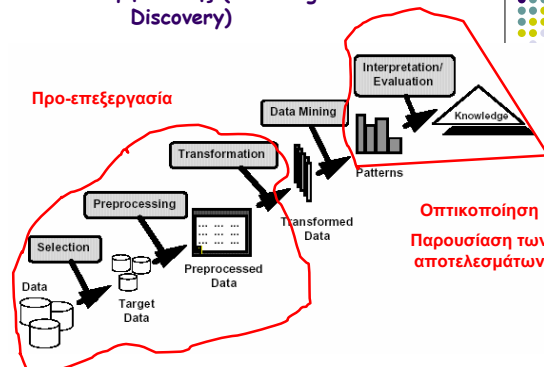 Discovery)
Interpretation/
Evaluation
Προ-επεξεργασία
Data Mining
Knowledge
Transformation
Patterns
Preprocessing
Transformed
Data
Οπτικοποίηση
Selection
Preprocessed
Data
Παρουσίαση των
αποτελεσμάτων
Data
Target
Data